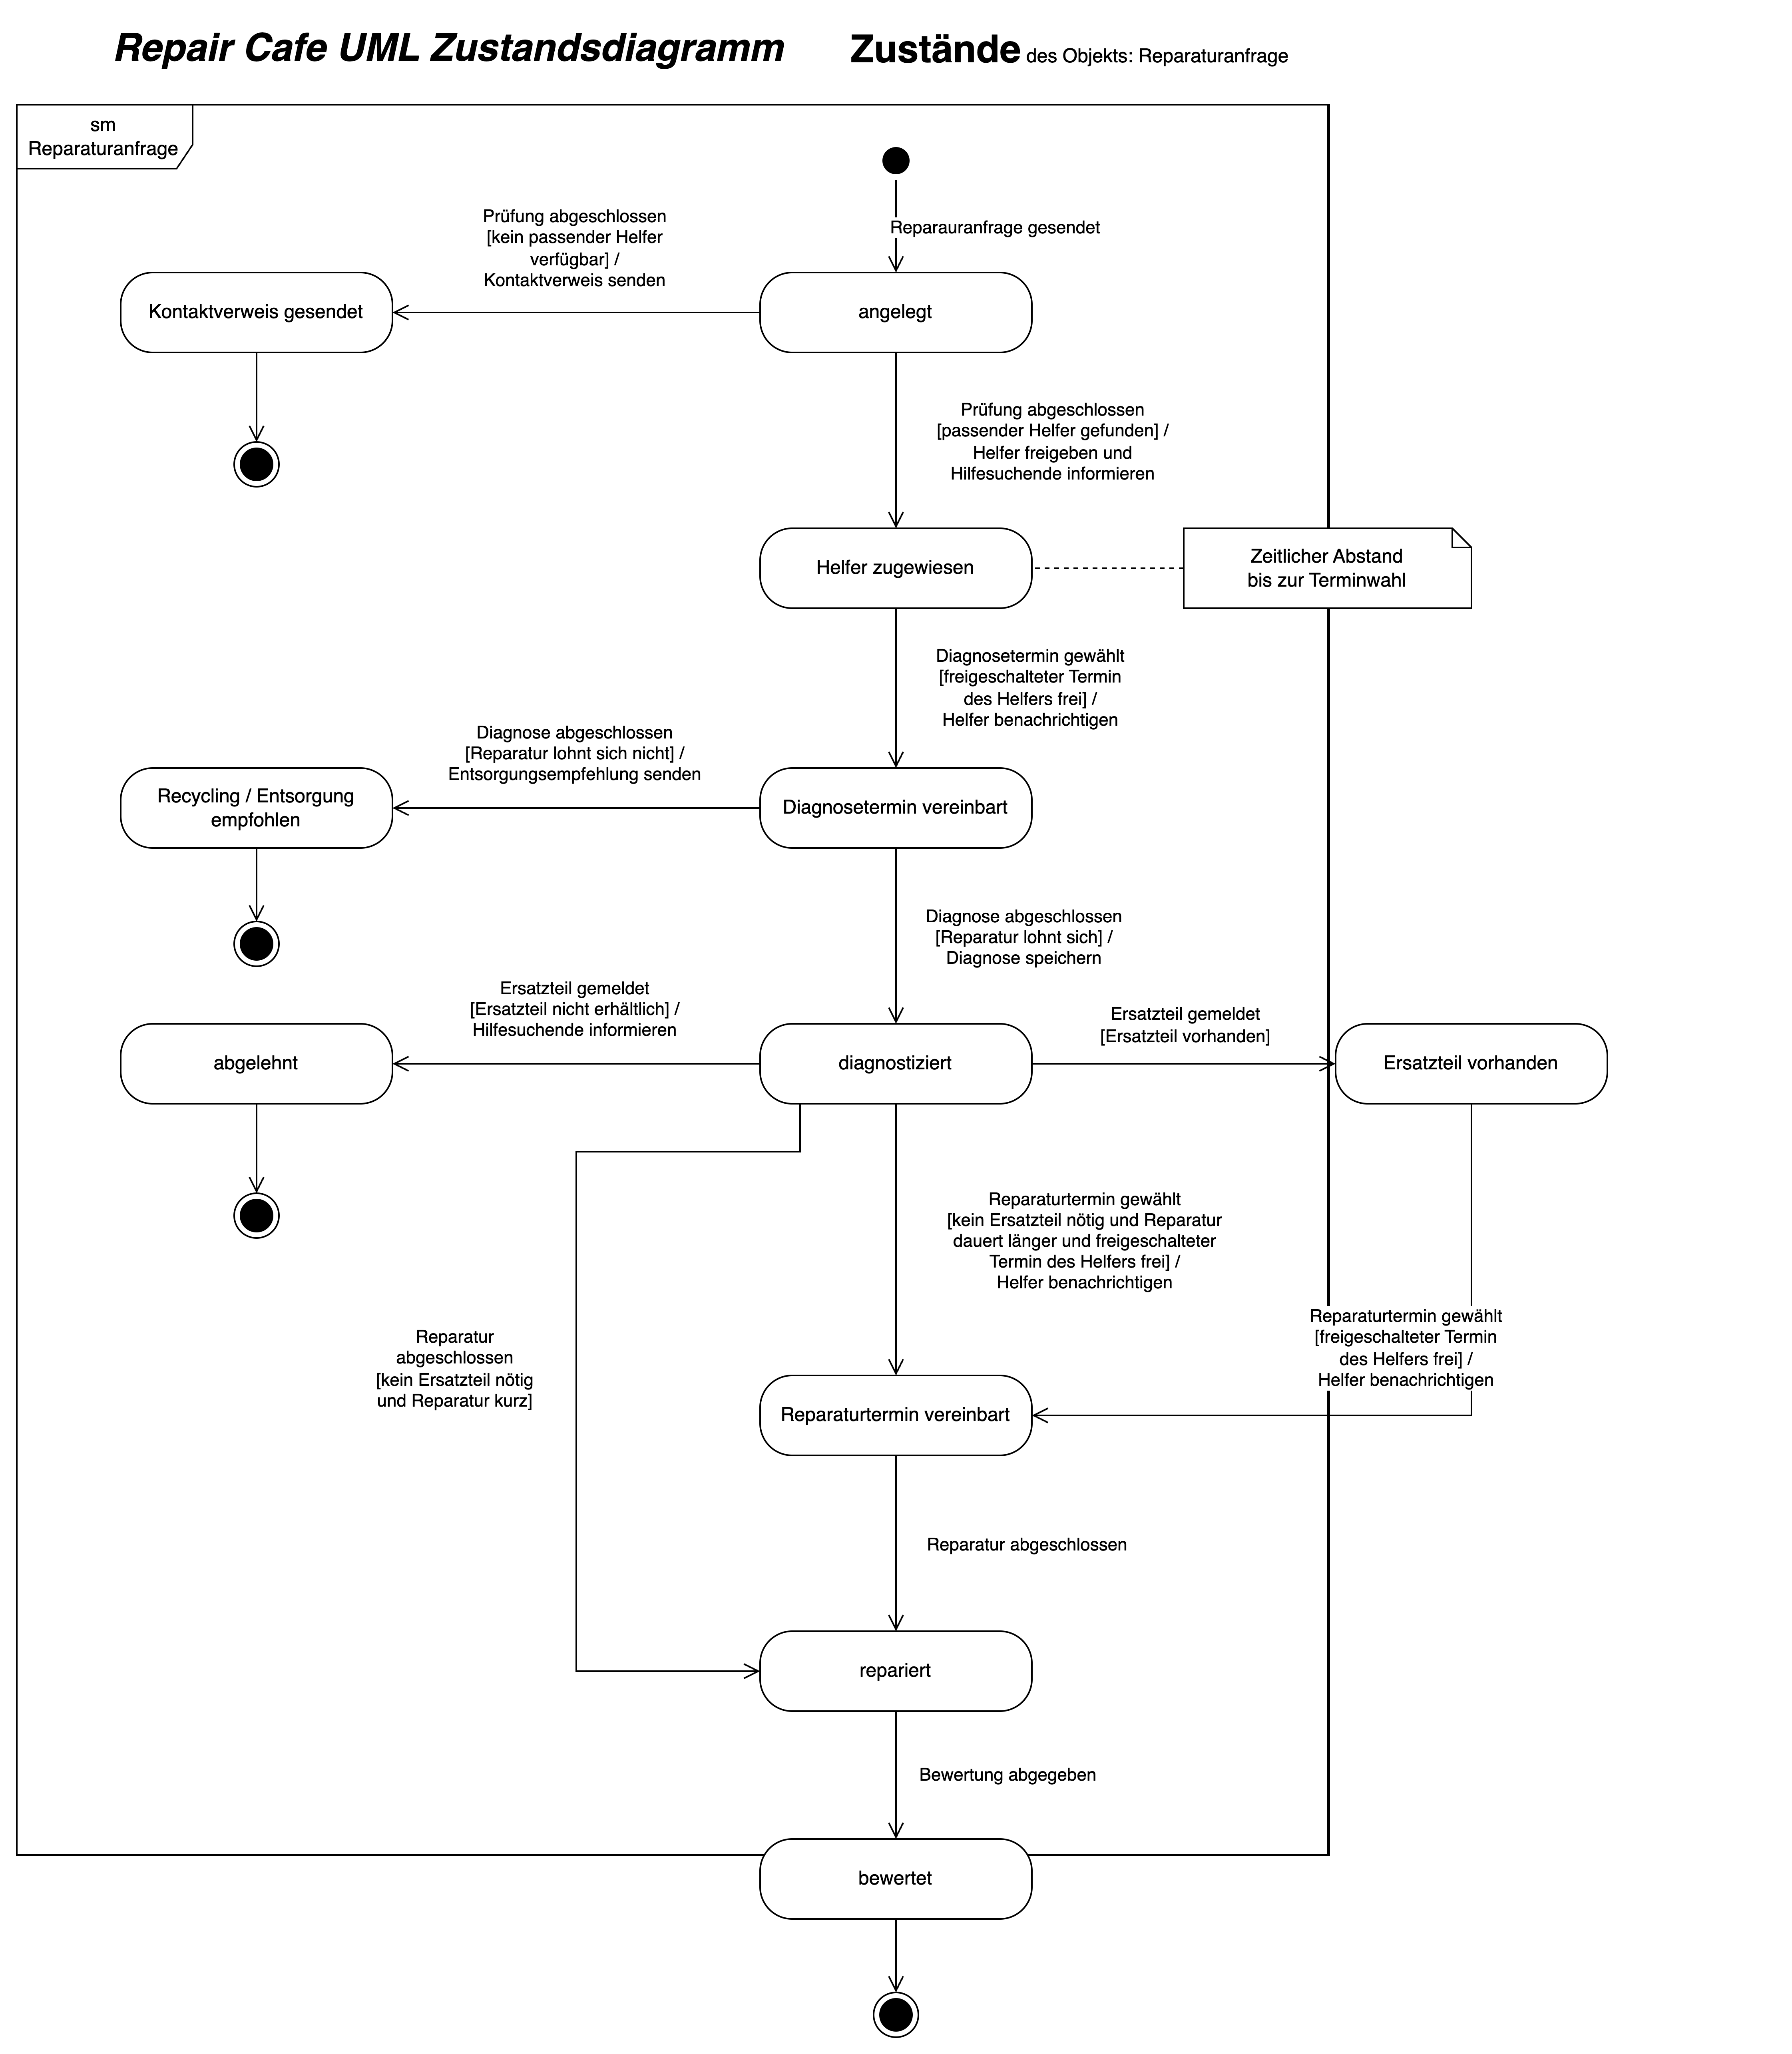 Repair Cafe UML Zustandsdiagramm
Zustände des Objekts: Reparaturanfrage
sm
Reparaturanfrage
Reparauranfrage gesendet
Prüfung abgeschlossen
[kein passender Helfer
verfügbar] /
Kontaktverweis senden
Kontaktverweis gesendet
angelegt
Prüfung abgeschlossen
[passender Helfer gefunden] /
Helfer freigeben und
Hilfesuchende informieren
Helfer zugewiesen
Zeitlicher Abstand
bis zur Terminwahl
Diagnosetermin gewählt
[freigeschalteter Termin
des Helfers frei] /
Helfer benachrichtigen
Diagnose abgeschlossen
[Reparatur lohnt sich nicht] /
Entsorgungsempfehlung senden
Recycling / Entsorgung
empfohlen
Diagnosetermin vereinbart
Diagnose abgeschlossen
[Reparatur lohnt sich] /
Diagnose speichern
Ersatzteil gemeldet
[Ersatzteil nicht erhältlich] /
Hilfesuchende informieren
Ersatzteil gemeldet
[Ersatzteil vorhanden]
abgelehnt
diagnostiziert
Ersatzteil vorhanden
Reparaturtermin gewählt
[kein Ersatzteil nötig und Reparatur
dauert länger und freigeschalteter
Termin des Helfers frei] /
Helfer benachrichtigen
Reparaturtermin gewählt
[freigeschalteter Termin
des Helfers frei] /
Helfer benachrichtigen
Reparatur
abgeschlossen
[kein Ersatzteil nötig
und Reparatur kurz]
Reparaturtermin vereinbart
Reparatur abgeschlossen
repariert
Bewertung abgegeben
bewertet